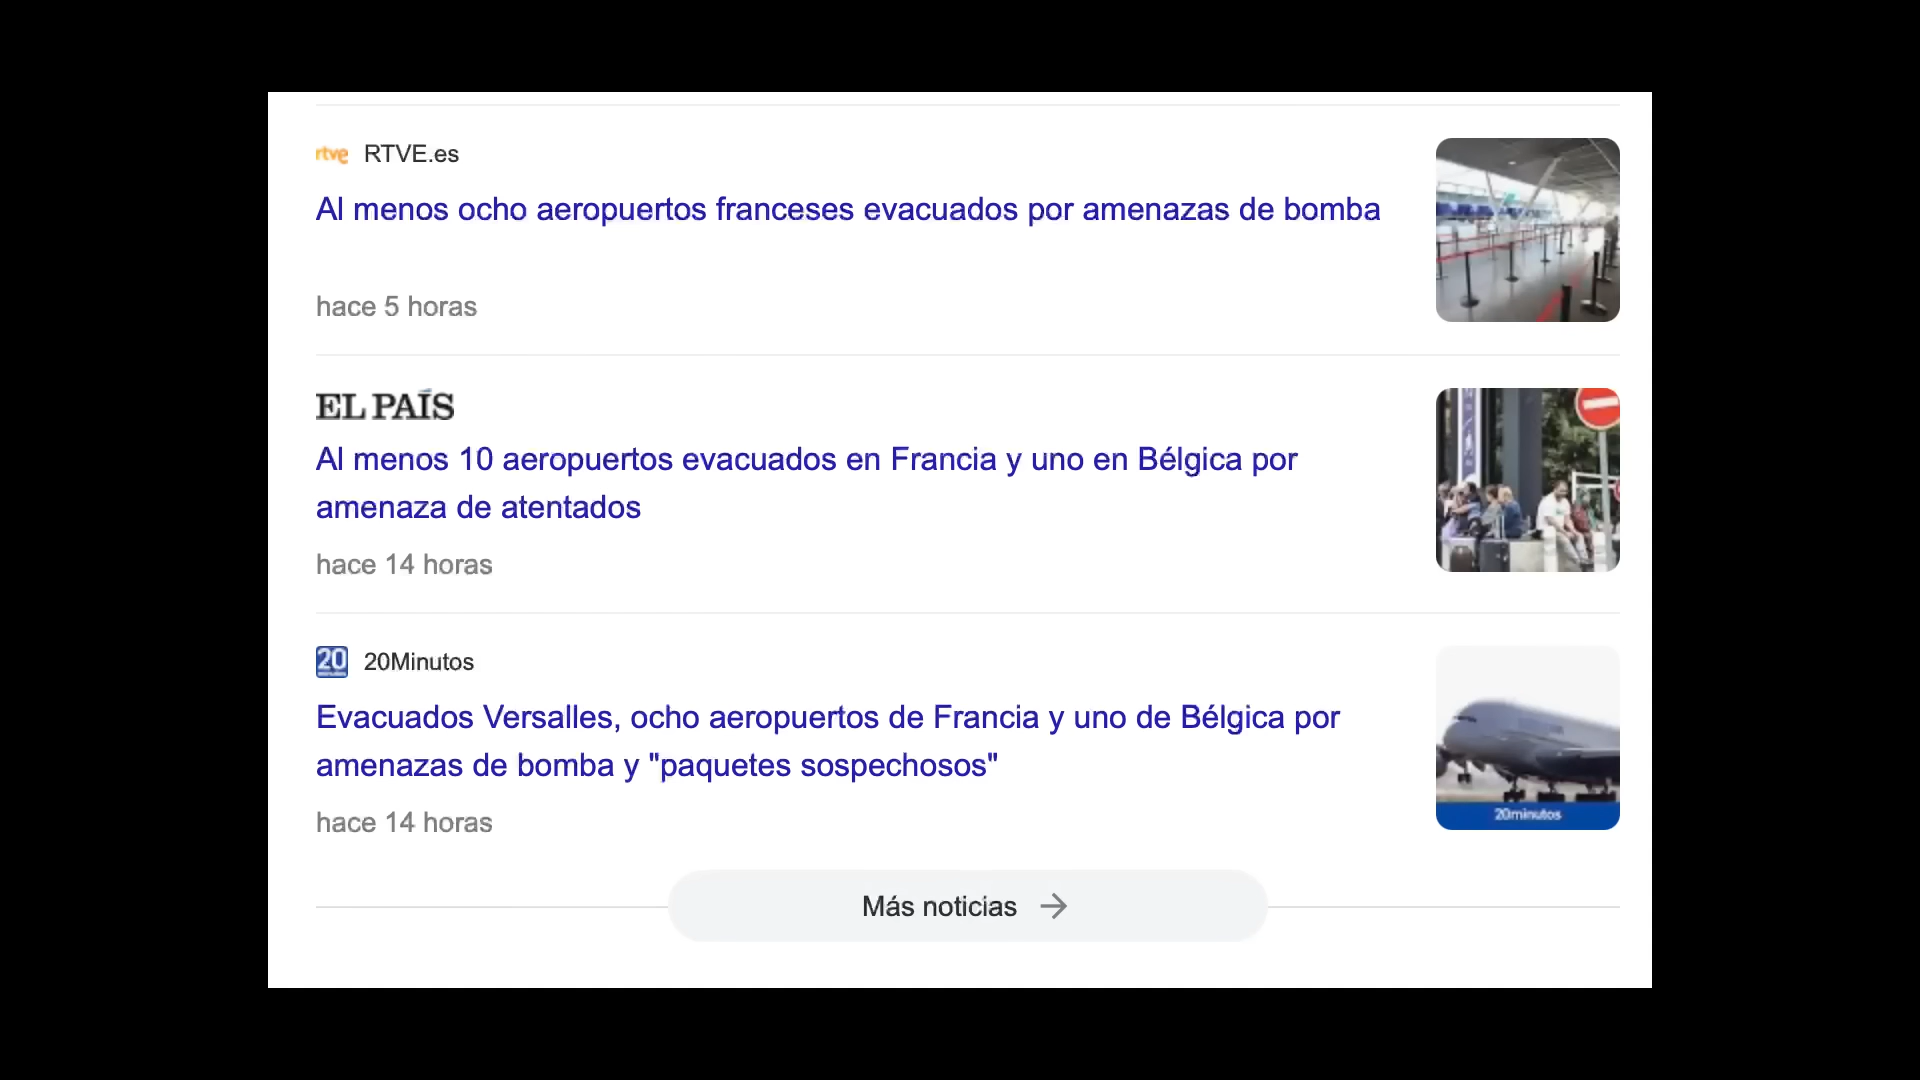 rtve RTVE.es
Al menos ocho aeropuertos franceses evacuados por amenazas de bomba
hace 5 horas
EL PAÍS
Al menos 10 aeropuertos evacuados en Francia y uno en Bélgica por
amenaza de atentados
hace 14 horas
20 20Minutos
Evacuados Versalles, ocho aeropuertos de Francia y uno de Bélgica por
amenazas de bomba y "paquetes sospechosos"
hace 14 horas
20minutos
Más noticias →